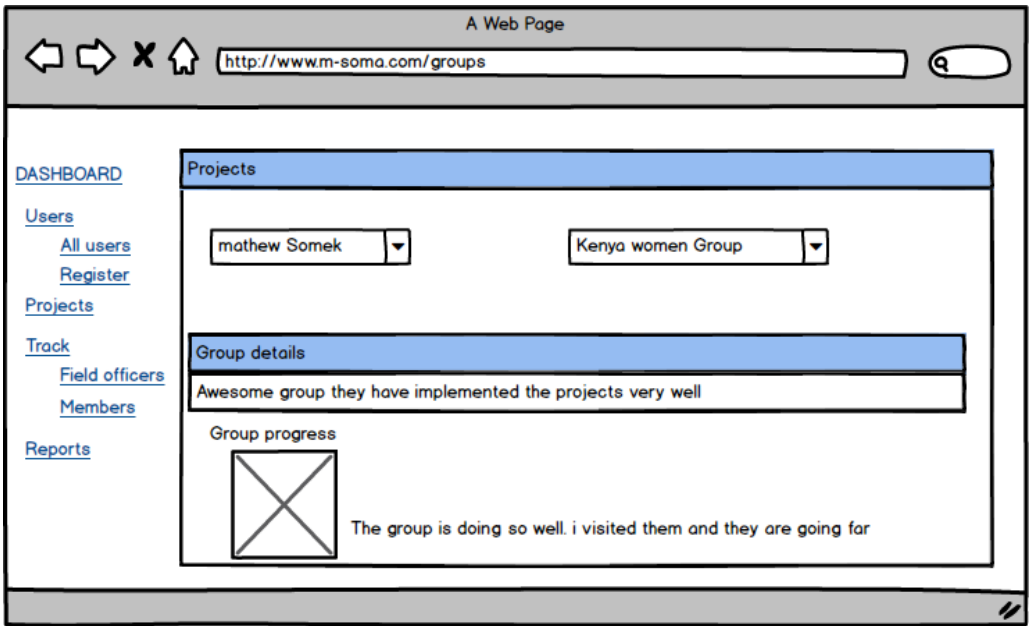 A Web Page
http://www.m-soma.com/groups
DASHBOARD
Users
All users
Register
Projects
Track
Field officers
Members
Reports
Projects
mathew Somek
Kenya women Group
Group details
Awesome group they have implemented the projects very well
Group progress
The group is doing so well. i visited them and they are going far